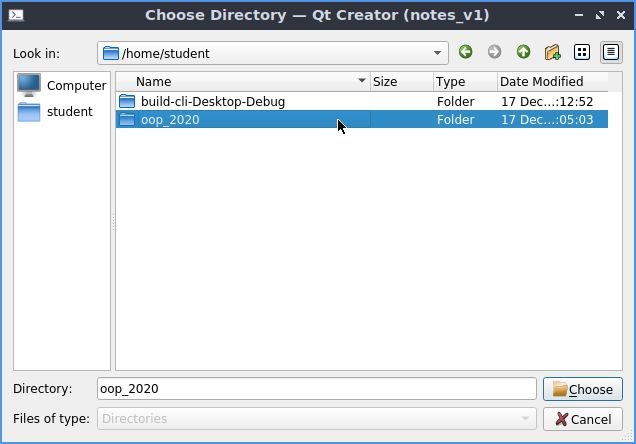 Choose Directory — Qt Creator (notes_v1)
Look in: /home/student
Computer
student
Name Size Type Date Modified
build-cli-Desktop-Debug Folder 17 Dec...:12:52
oop_2020 Folder 17 Dec...:05:03
Directory: oop_2020 Choose
Files of type: Directories Cancel